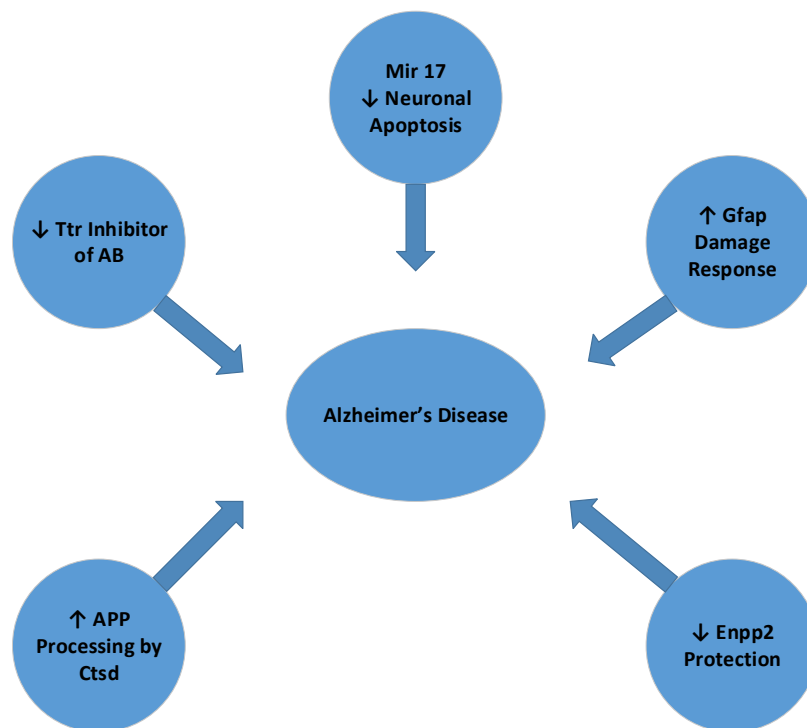 Mir 17
↓ Neuronal
Apoptosis
↓ Ttr Inhibitor
of AB
↑ Gfap
Damage
Response
Alzheimer’s Disease
↑ APP
Processing by
Ctsd
↓ Enpp2
Protection